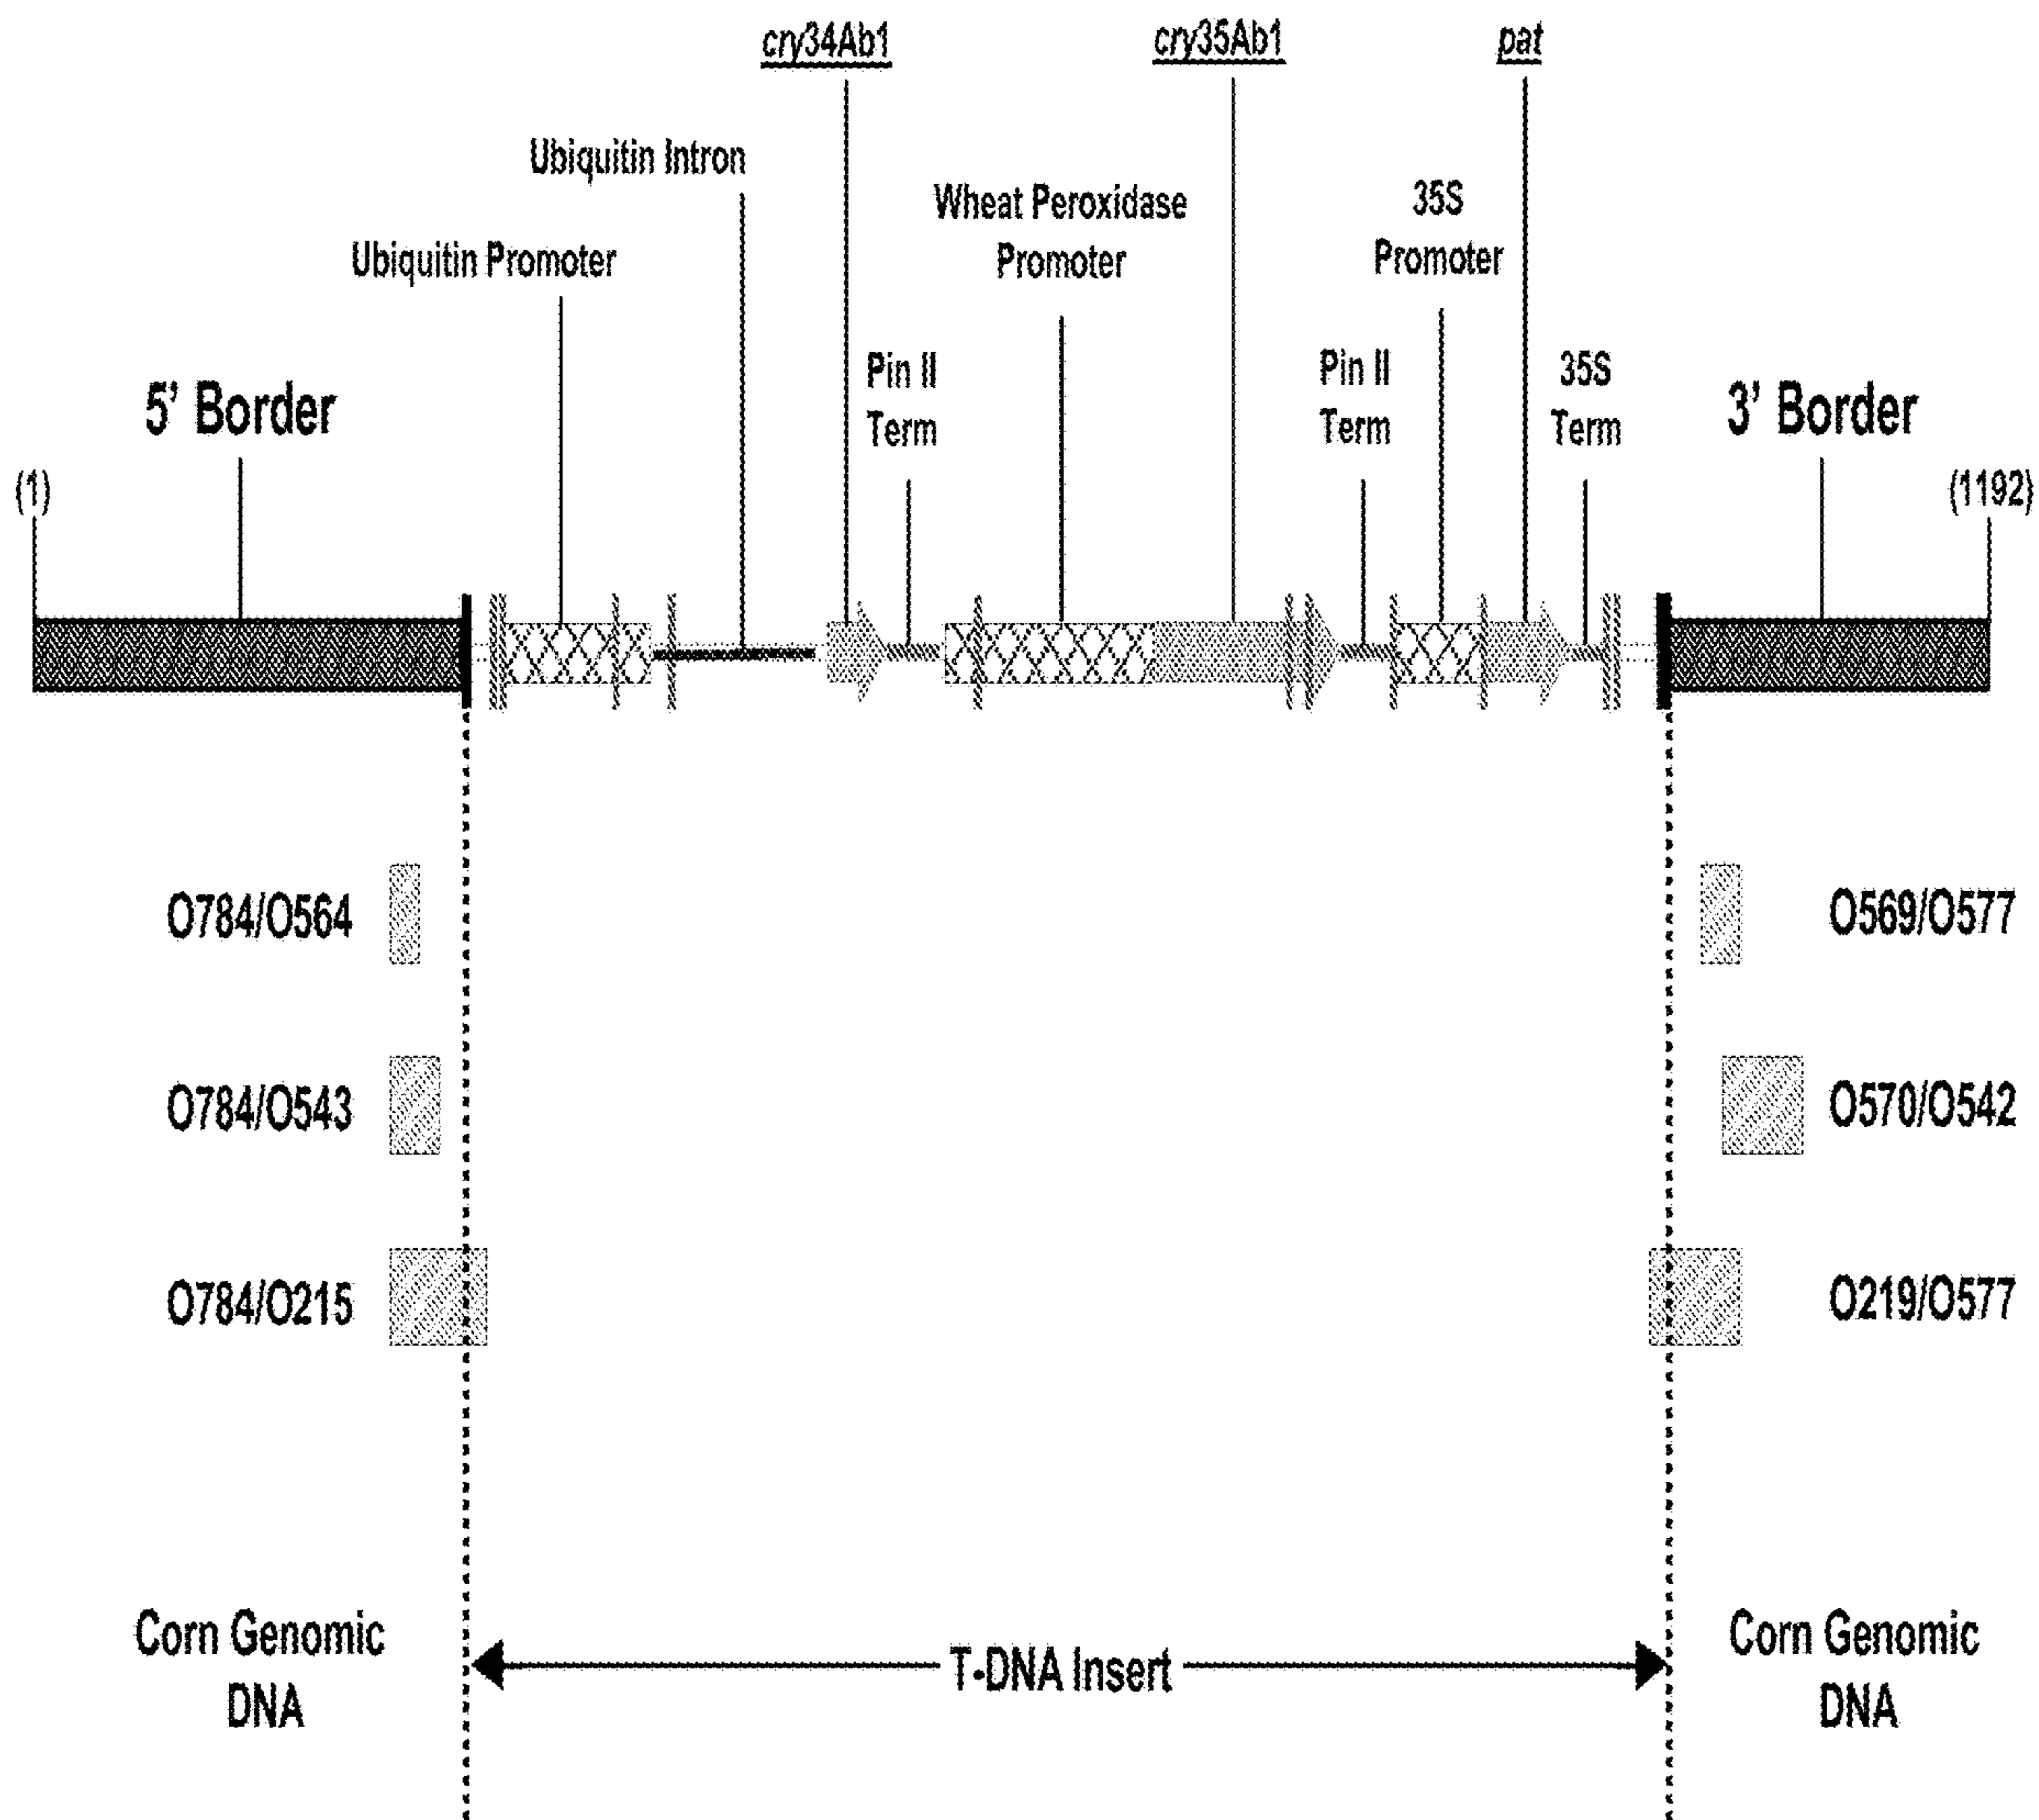 cry34Ab1
cry35Ab1
pat
Ubiquitin Intron
Wheat Peroxidase
Promoter
35S
Promoter
Ubiquitin Promoter
Pin II
Term
Pin II
Term
35S
Term
5’ Border
3’ Border
(1)
(1192)
O784/O564
O569/O577
O784/O543
O570/O542
O784/O215
O219/O577
Corn Genomic
DNA
T-DNA Insert
Corn Genomic
DNA